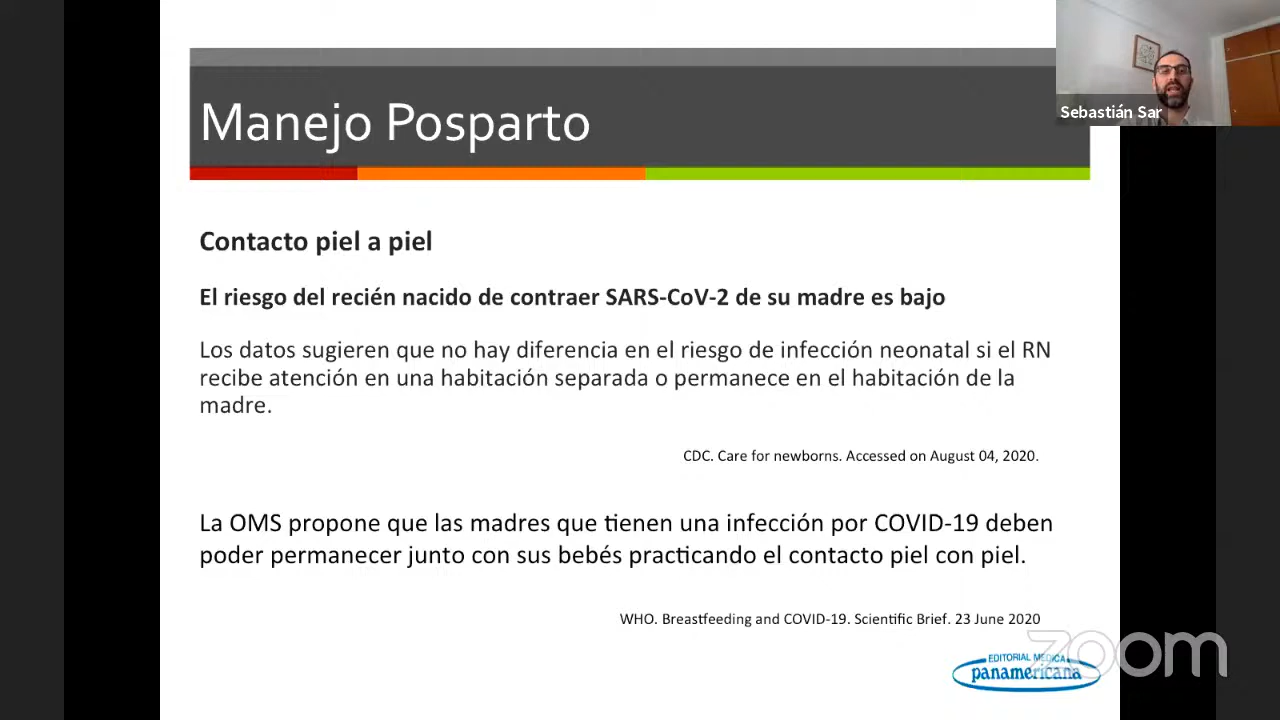 Manejo Posparto
Sebastián Sar
Contacto piel a piel
El riesgo del recién nacido de contraer SARS-CoV-2 de su madre es bajo
Los datos sugieren que no hay diferencia en el riesgo de infección neonatal si el RN
recibe atención en una habitación separada o permanece en el habitación de la
madre.
CDC. Care for newborns. Accessed on August 04, 2020.
La OMS propone que las madres que tienen una infección por COVID-19 deben
poder permanecer junto con sus bebés practicando el contacto piel con piel.
WHO. Breastfeeding and COVID-19. Scientific Brief. 23 June 2020
EDITORIAL MEDICA
panamericana
zoom